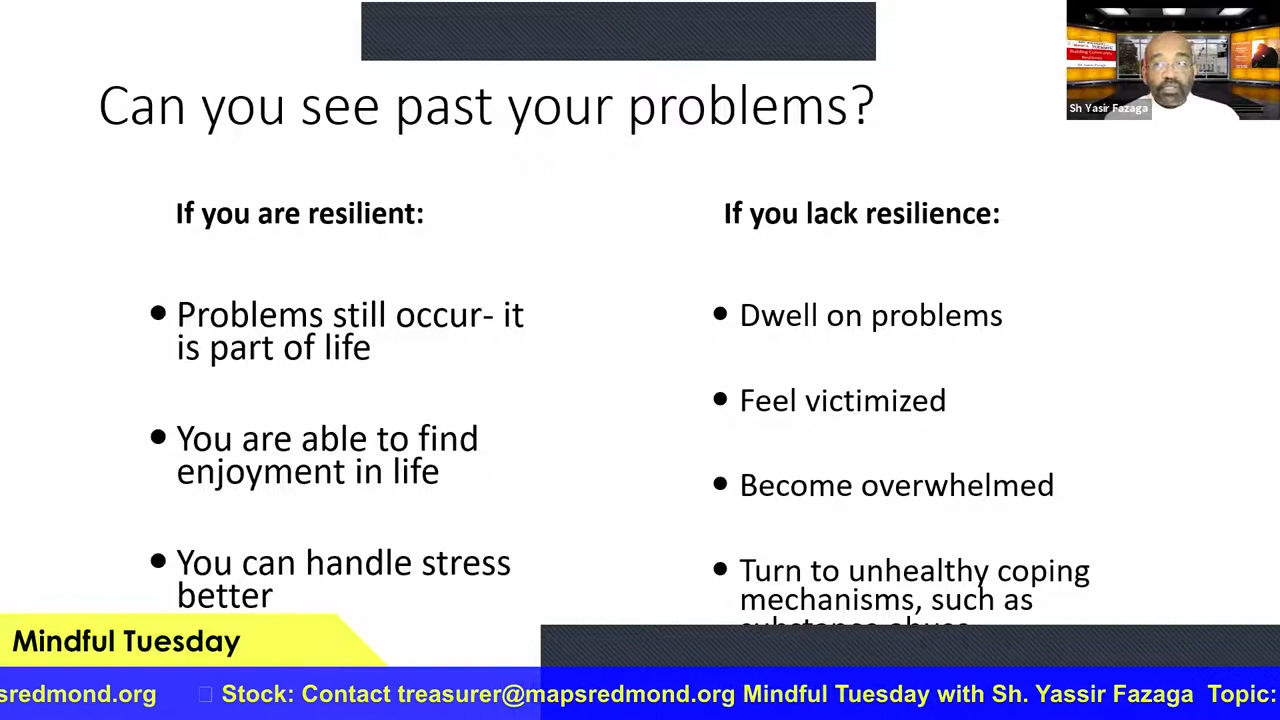 Can you see past your problems?
Sh Yasir Fazaga
If you are resilient:
• Problems still occur- it
is part of life
• You are able to find
enjoyment in life
• You can handle stress
better
If you lack resilience:
• Dwell on problems
• Feel victimized
• Become overwhelmed
• Turn to unhealthy coping
mechanisms, such as
substance abuse
Mindful Tuesday
sredmond.org Stock: Contact treasurer@mapsredmond.org Mindful Tuesday with Sh. Yassir Fazaga Topic: